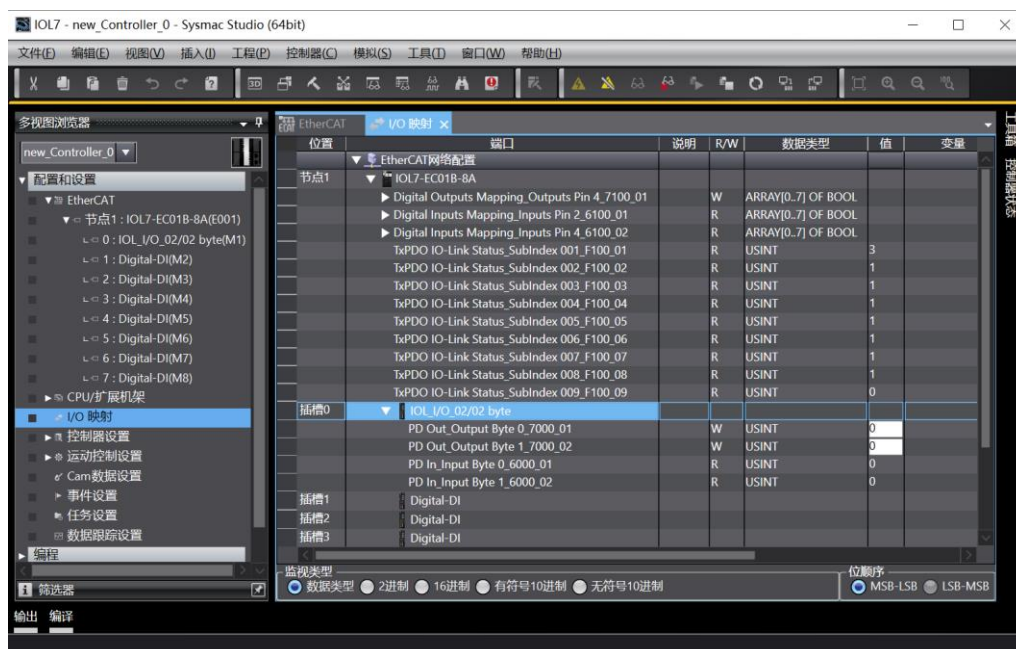 IOL7 - new_Controller_0 - Sysmac Studio (64bit)
文件(F) 编辑(E) 视图(V) 插入(I) 工程(P) 控制器(C) 模拟(S) 工具(T) 窗口(W) 帮助(H)
多视图浏览器
new_Controller_0
配置和设置
EtherCAT
节点1 : IOL7-EC01B-8A(E001)
0 : IOL_I/O_02/02 byte(M1)
1 : Digital-DI(M2)
2 : Digital-DI(M3)
3 : Digital-DI(M4)
4 : Digital-DI(M5)
5 : Digital-DI(M6)
6 : Digital-DI(M7)
7 : Digital-DI(M8)
CPU/扩展机架
I/O 映射
控制器设置
运动控制设置
Cam数据设置
事件设置
任务设置
数据跟踪设置
编程
筛选器
EtherCAT I/O 映射
位置 端口 说明 R/W 数据类型 值 变量
EtherCAT网络配置
节点1 IOL7-EC01B-8A
Digital Outputs Mapping_Outputs Pin 4_7100_01 W ARRAY[0..7] OF BOOL
Digital Inputs Mapping_Inputs Pin 2_6100_01 R ARRAY[0..7] OF BOOL
Digital Inputs Mapping_Inputs Pin 4_6100_02 R ARRAY[0..7] OF BOOL
TxPDO IO-Link Status_SubIndex 001_F100_01 R USINT 3
TxPDO IO-Link Status_SubIndex 002_F100_02 R USINT 1
TxPDO IO-Link Status_SubIndex 003_F100_03 R USINT 1
TxPDO IO-Link Status_SubIndex 004_F100_04 R USINT 1
TxPDO IO-Link Status_SubIndex 005_F100_05 R USINT 1
TxPDO IO-Link Status_SubIndex 006_F100_06 R USINT 1
TxPDO IO-Link Status_SubIndex 007_F100_07 R USINT 1
TxPDO IO-Link Status_SubIndex 008_F100_08 R USINT 1
TxPDO IO-Link Status_SubIndex 009_F100_09 R USINT 0
插槽0 IOL_I/O_02/02 byte
PD Out_Output Byte 0_7000_01 W USINT 0
PD Out_Output Byte 1_7000_02 W USINT 0
PD In_Input Byte 0_6000_01 R USINT 0
PD In_Input Byte 1_6000_02 R USINT 0
插槽1 Digital-DI
插槽2 Digital-DI
插槽3 Digital-DI
监视类型
数据类型 2进制 16进制 有符号10进制 无符号10进制
位顺序
MSB-LSB LSB-MSB
工具箱
控制器状态
输出 编译